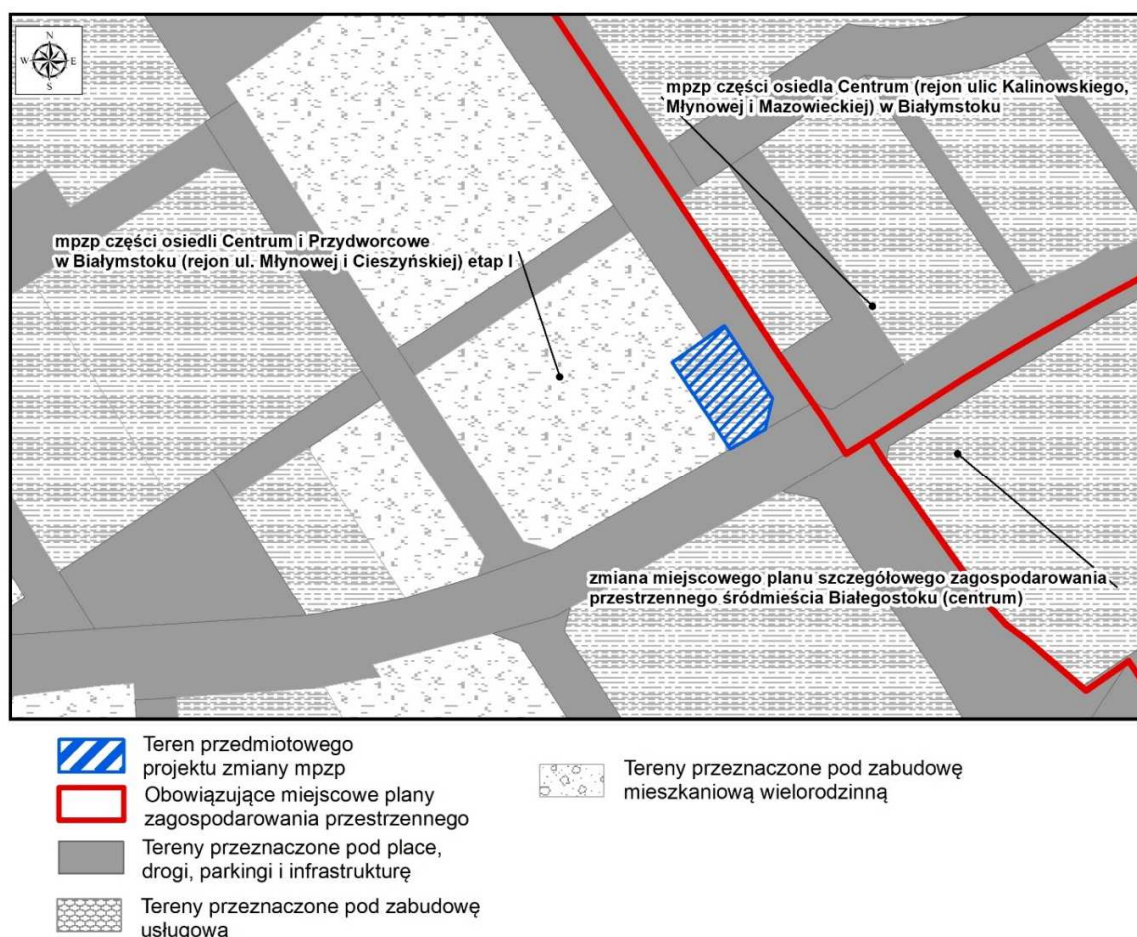 N
W E
S
mpzp części osiedla Centrum (rejon ulic Kalinowskiego,
Młynowej i Mazowieckiej) w Białymstoku
mpzp części osiedli Centrum i Przydworcowe
w Białymstoku (rejon ul. Młynowej i Cieszyńskiej) etap I
zmiana miejscowego planu szczegółowego zagospodarowania
przestrzennego śródmieścia Białegostoku (centrum)
Teren przedmiotowego
projektu zmiany mpzp
Obowiązujące miejscowe plany
zagospodarowania przestrzennego
Tereny przeznaczone pod place,
drogi, parkingi i infrastrukturę
Tereny przeznaczone pod zabudowę
usługową
Tereny przeznaczone pod zabudowę
mieszkaniową wielorodzinną